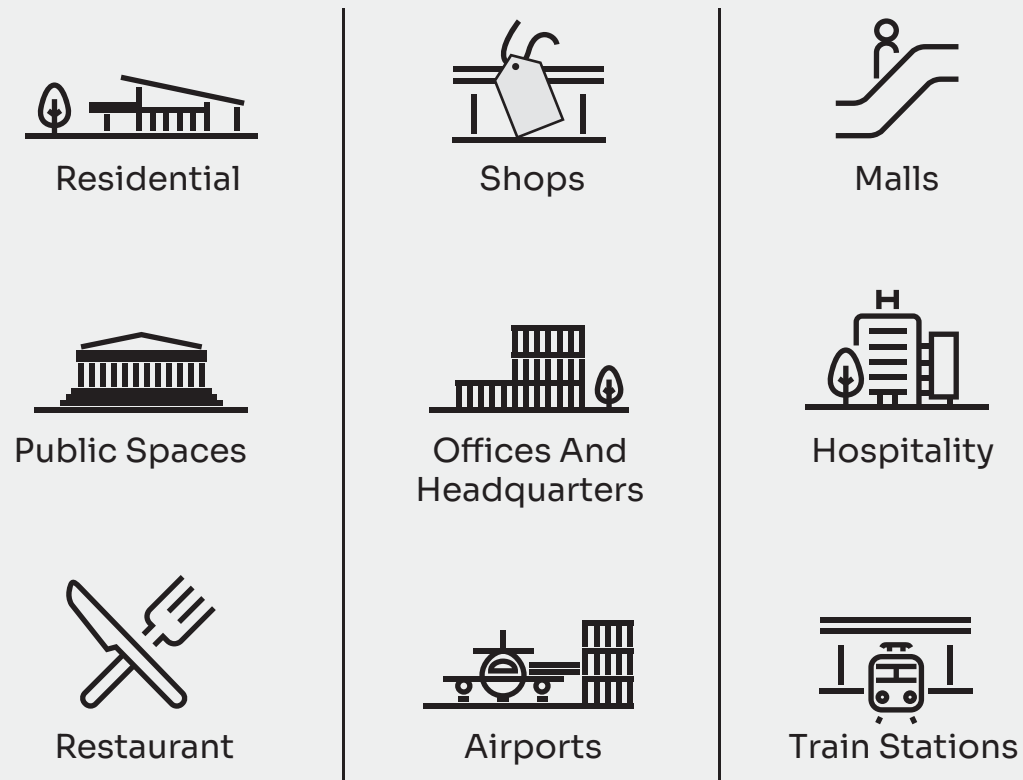 Residential
Shops
Malls
Public Spaces
Offices And
Headquarters
Hospitality
Restaurant
Airports
Train Stations